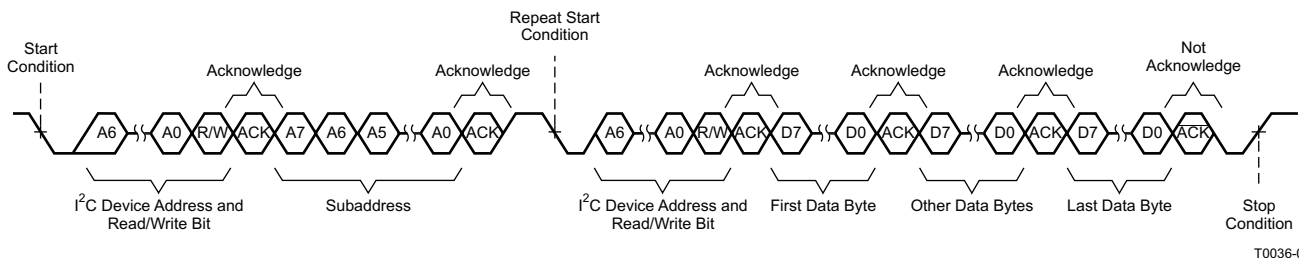 Repeat Start
Condition
Start
Condition
Not
Acknowledge
Acknowledge
Acknowledge
Acknowledge
Acknowledge
Acknowledge
A6 A0 R/W ACK A7 A6 A5 A0 ACK A6 A0 R/W ACK D7 D0 ACK D7 D0 ACK D7 D0 ACK
I²C Device Address and
Read/Write Bit
Subaddress
I²C Device Address and
Read/Write Bit
First Data Byte
Other Data Bytes
Last Data Byte
Stop
Condition